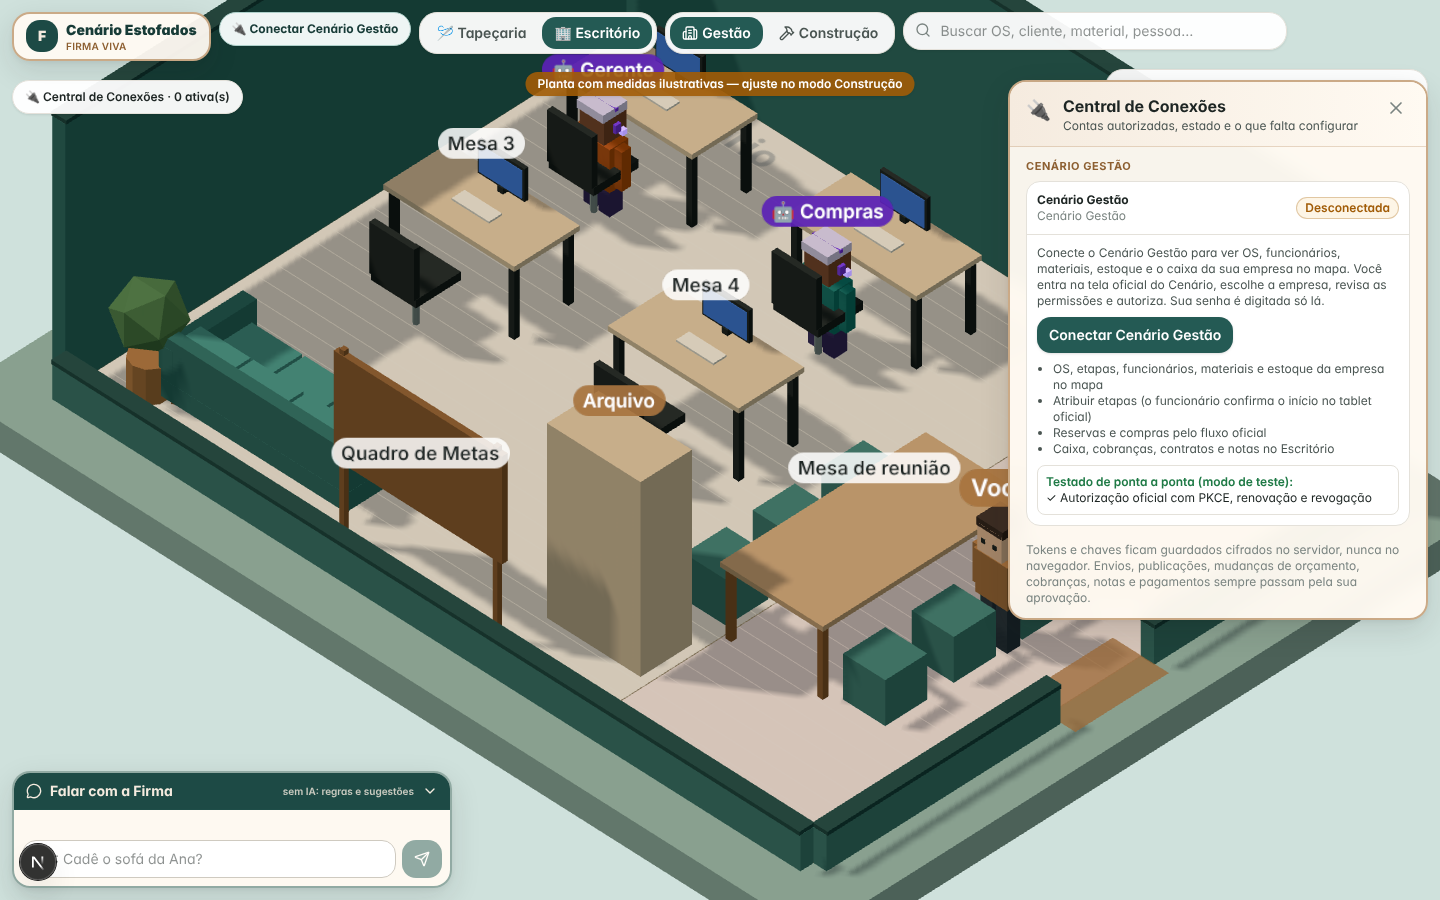 F
Cenário Estofados
FIRMA VIVA
Conectar Cenário Gestão
Tapeçaria
Escritório
Gestão
Construção
Buscar OS, cliente, material, pessoa...
Central de Conexões · 0 ativa(s)
Gerente
Planta com medidas ilustrativas — ajuste no modo Construção
Mesa 3
Compras
Mesa 4
Arquivo
Quadro de Metas
Mesa de reunião
Central de Conexões
Contas autorizadas, estado e o que falta configurar
CENÁRIO GESTÃO
Cenário Gestão
Cenário Gestão
Desconectada
Conecte o Cenário Gestão para ver OS, funcionários,
materiais, estoque e o caixa da sua empresa no mapa. Você
entra na tela oficial do Cenário, escolhe a empresa, revisa as
permissões e autoriza. Sua senha é digitada só lá.
Conectar Cenário Gestão
• OS, etapas, funcionários, materiais e estoque da empresa
no mapa
• Atribuir etapas (o funcionário confirma o início no tablet
oficial)
• Reservas e compras pelo fluxo oficial
• Caixa, cobranças, contratos e notas no Escritório
Testado de ponta a ponta (modo de teste):
✓ Autorização oficial com PKCE, renovação e revogação
Tokens e chaves ficam guardados cifrados no servidor, nunca no
navegador. Envios, publicações, mudanças de orçamento,
cobranças, notas e pagamentos sempre passam pela sua
aprovação.
Falar com a Firma
sem IA: regras e sugestões
Cadê o sofá da Ana?
N